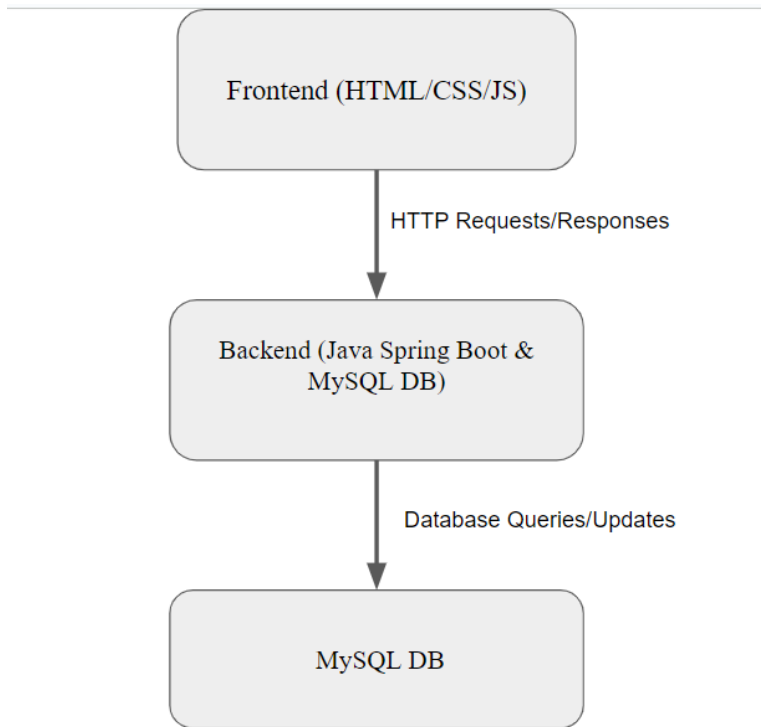 Frontend (HTML/CSS/JS)
HTTP Requests/Responses
Backend (Java Spring Boot &
MySQL DB)
Database Queries/Updates
MySQL DB